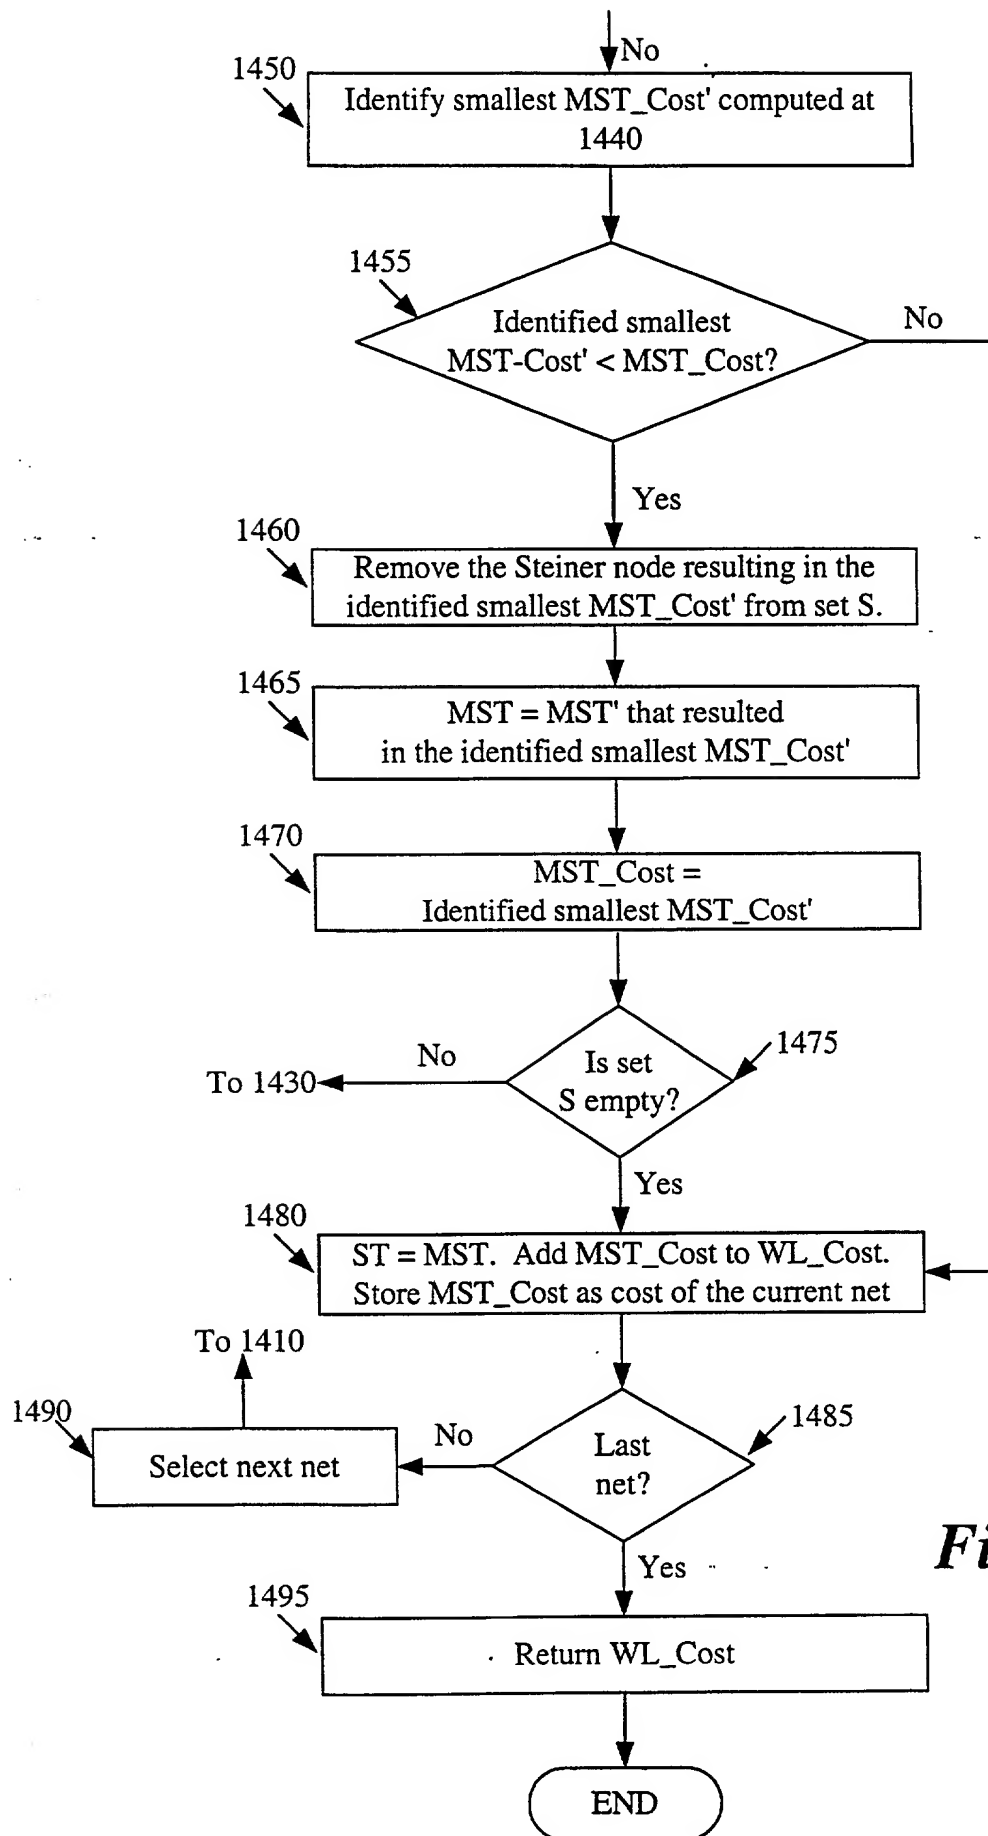 No
1450
Identify smallest MST_Cost' computed at
1440
1455
Identified smallest
MST-Cost' < MST_Cost?
No
Yes
1460
Remove the Steiner node resulting in the
identified smallest MST_Cost' from set S.
1465
MST = MST' that resulted
in the identified smallest MST_Cost'
1470
MST_Cost =
Identified smallest MST_Cost'
1475
Is set
S empty?
No
To 1430
Yes
1480
ST = MST. Add MST_Cost to WL_Cost.
Store MST_Cost as cost of the current net
To 1410
1490
Select next net
No
1485
Last
net?
Fi
Yes
1495
Return WL_Cost
END